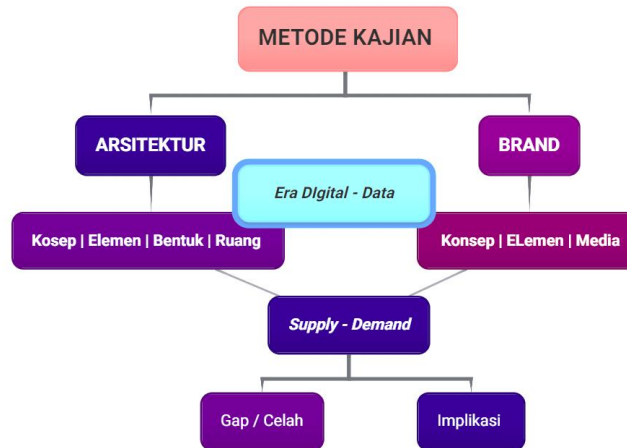 METODE KAJIAN
ARSITEKTUR
BRAND
Era DIgital - Data
Kosep | Elemen | Bentuk | Ruang
Konsep | ELemen | Media
Supply - Demand
Gap / Celah
Implikasi